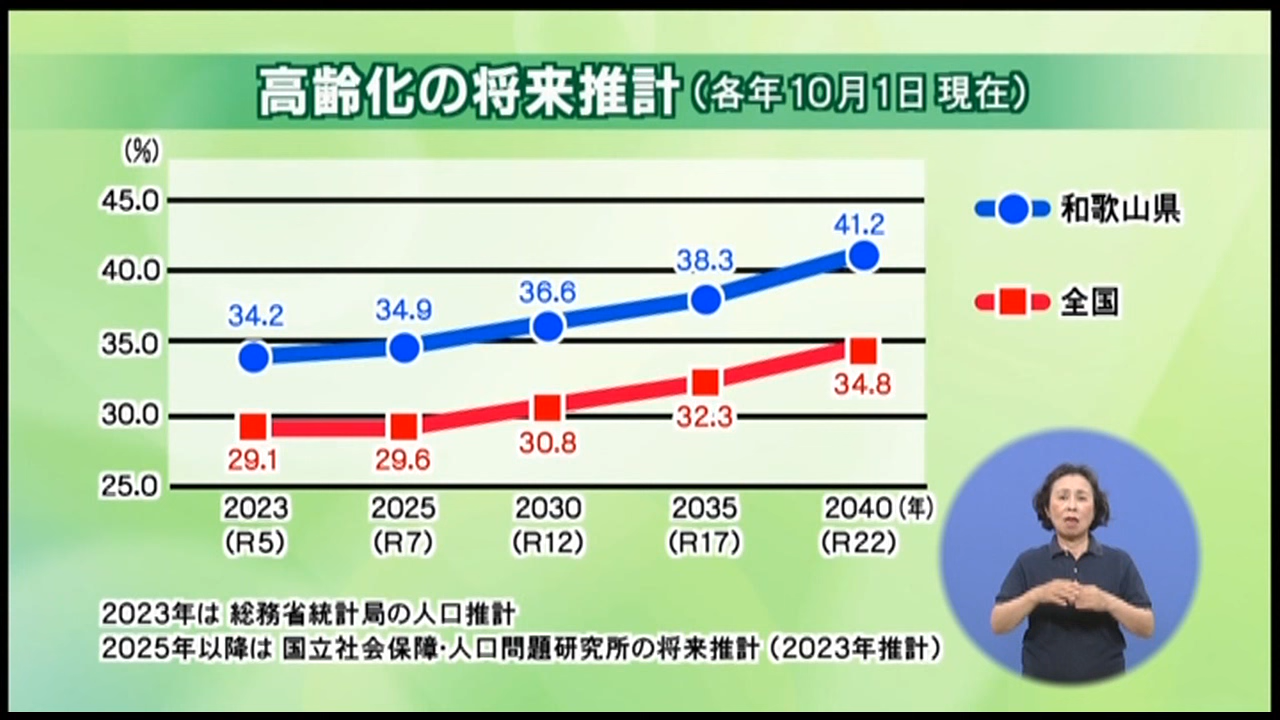 高齢化の将来推計（各年10月1日 現在）
(%)
45.0
40.0
35.0
30.0
25.0
34.2 34.9 36.6 38.3 41.2
29.1 29.6 30.8 32.3 34.8
2023 2025 2030 2035 2040（年）
（R5） （R7） （R12） （R17） （R22）
和歌山県
全国
2023年は 総務省統計局の人口推計
2025年以降は 国立社会保障・人口問題研究所の将来推計（2023年推計）